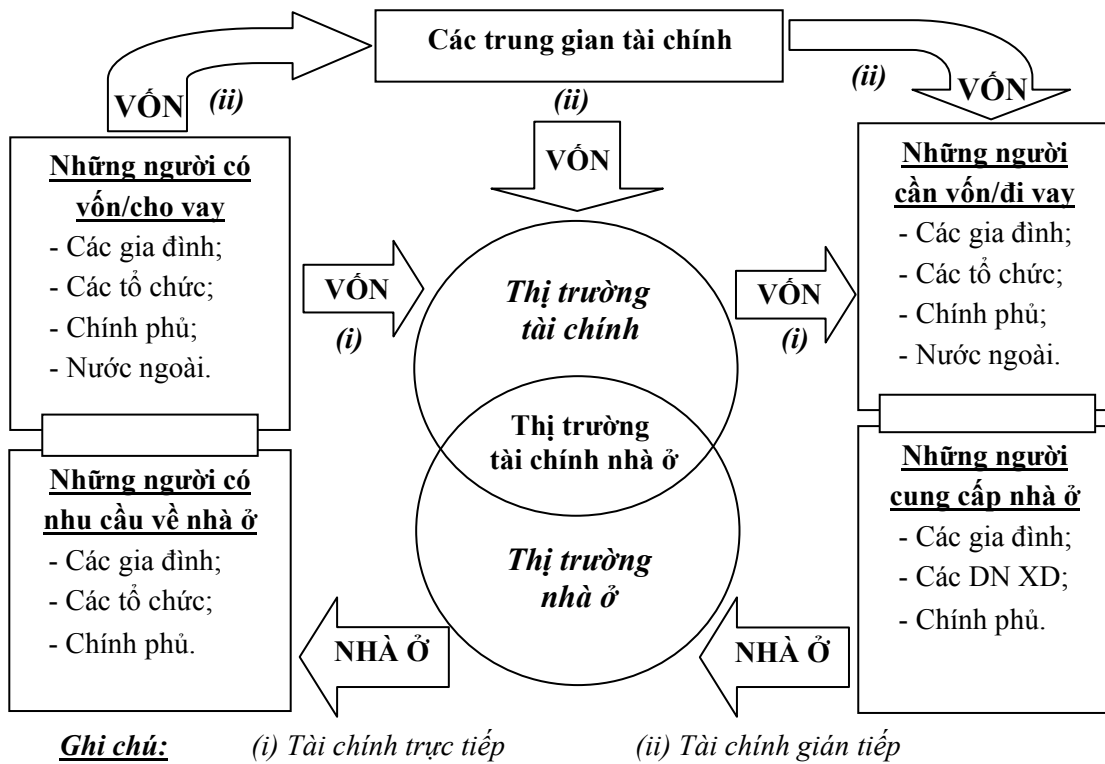 Các trung gian tài chính
VỐN
(ii)
(ii)
(ii)
VỐN
VỐN
Những người có
vốn/cho vay
- Các gia đình;
- Các tổ chức;
- Chính phủ;
- Nước ngoài.
VỐN
(i)
Thị trường
tài chính
VỐN
(i)
Những người
cần vốn/đi vay
- Các gia đình;
- Các tổ chức;
- Chính phủ;
- Nước ngoài.
Thị trường
tài chính nhà ở
Những người có
nhu cầu về nhà ở
- Các gia đình;
- Các tổ chức;
- Chính phủ.
NHÀ Ở
Thị trường
nhà ở
NHÀ Ở
Những người
cung cấp nhà ở
- Các gia đình;
- Các DN XD;
- Chính phủ.
Ghi chú: (i) Tài chính trực tiếp (ii) Tài chính gián tiếp